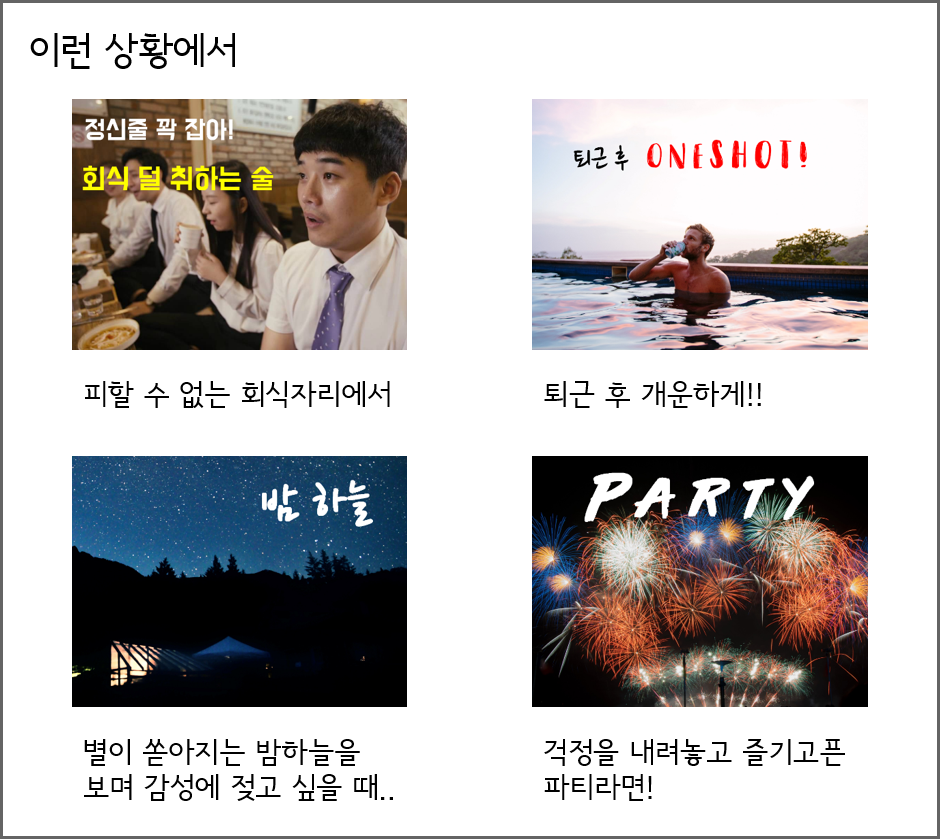 이런 상황에서
정신줄 꽉 잡아!
회식 덜 취하는 술
퇴근 후 ONESHOT!
피할 수 없는 회식자리에서
퇴근 후 개운하게!!
밤 하늘
PARTY
별이 쏟아지는 밤하늘을
보며 감성에 젖고 싶을 때..
걱정을 내려놓고 즐기고픈
파티라면!